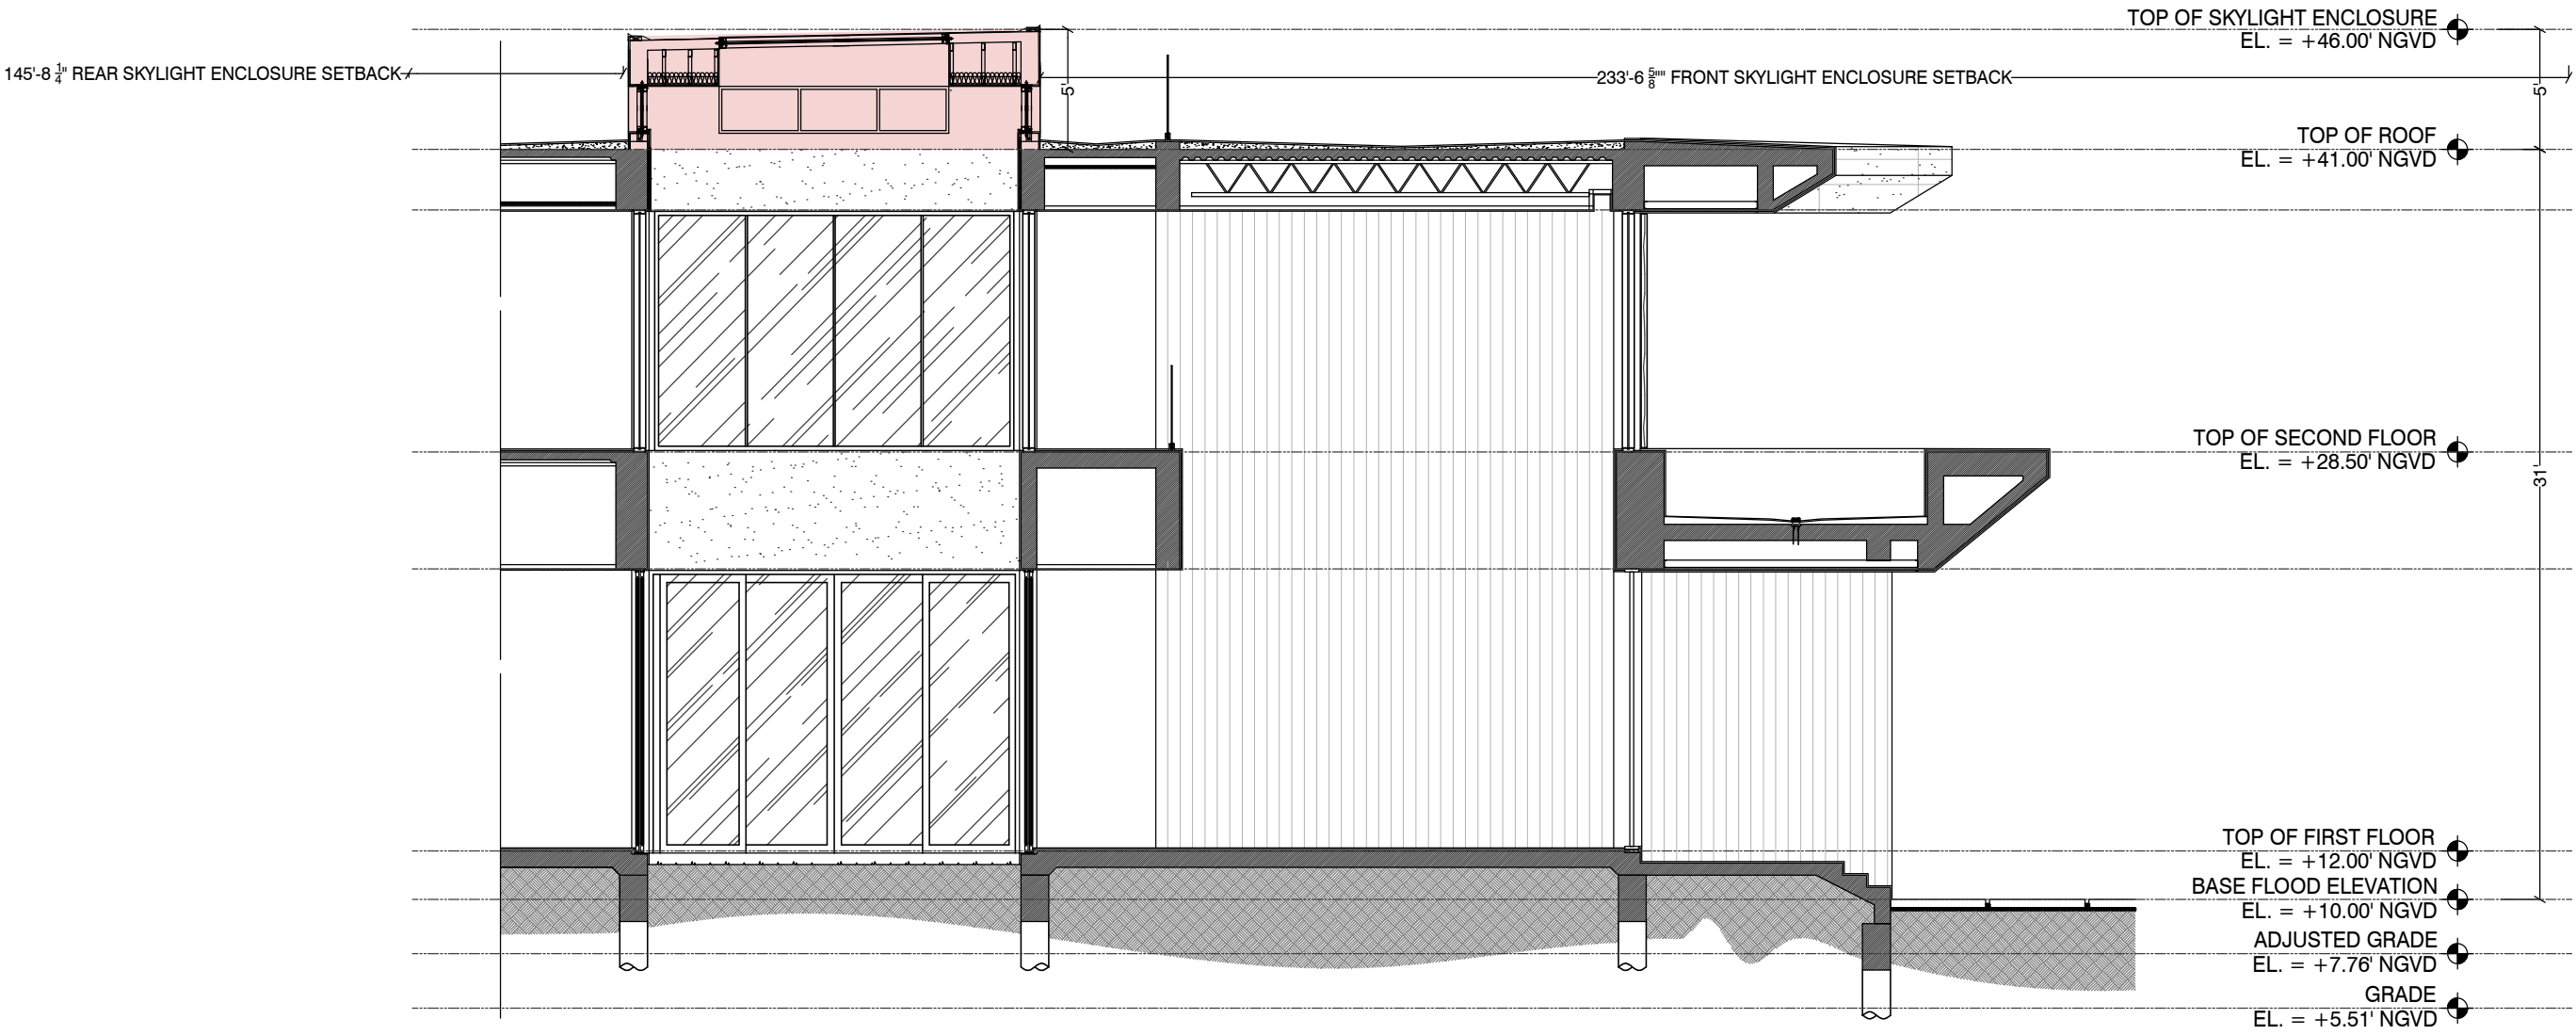 TOP OF SKYLIGHT ENCLOSURE
EL. = +46.00' NGVD
145'-8 1/4" REAR SKYLIGHT ENCLOSURE SETBACK
233'-6 5/8"" FRONT SKYLIGHT ENCLOSURE SETBACK
5'
5'
TOP OF ROOF
EL. = +41.00' NGVD
TOP OF SECOND FLOOR
EL. = +28.50' NGVD
31'
TOP OF FIRST FLOOR
EL. = +12.00' NGVD
BASE FLOOD ELEVATION
EL. = +10.00' NGVD
ADJUSTED GRADE
EL. = +7.76' NGVD
GRADE
EL. = +5.51' NGVD